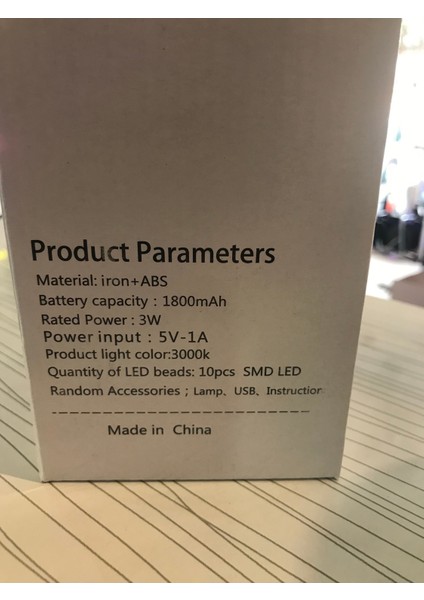 Product Parameters
Material: iron+ABS
Battery capacity : 1800mAh
Rated Power : 3W
Power input : 5V-1A
Product light color:3000k
Quantity of LED beads: 10pcs SMD LED
Random Accessories ; Lamp、USB、Instruction
Made in China